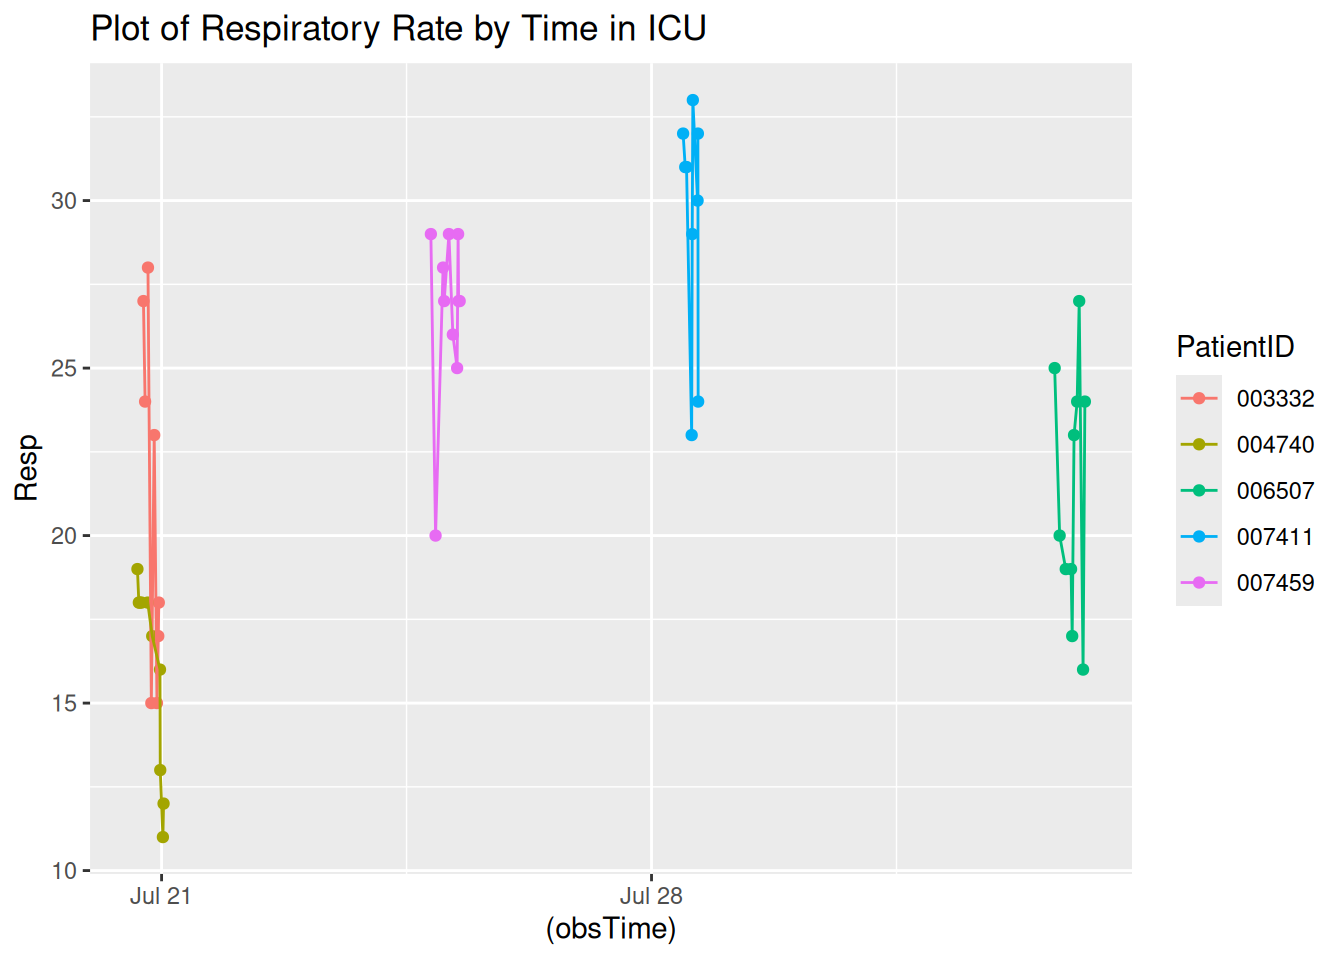 Plot of Respiratory Rate by Time in ICU
Resp
30
25
20
15
10
Jul 21
Jul 28
(obsTime)
PatientID
003332
004740
006507
007411
007459